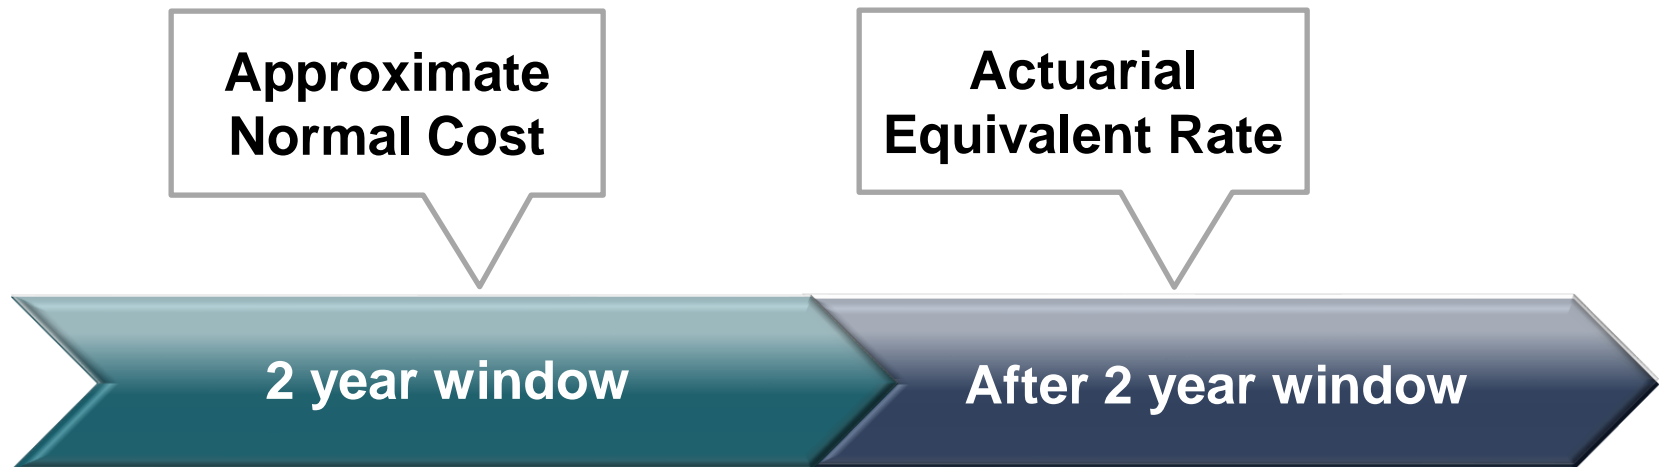 Approximate
Normal Cost
Actuarial
Equivalent Rate
2 year window
After 2 year window